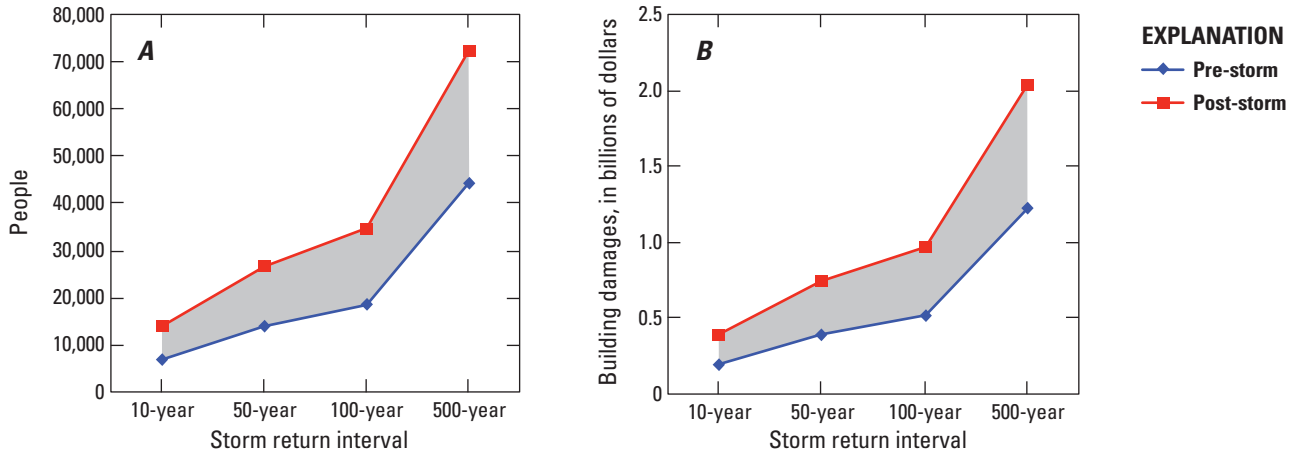 A
People
80,000
70,000
60,000
50,000
40,000
30,000
20,000
10,000
0
10-year 50-year 100-year 500-year
Storm return interval
B
Building damages, in billions of dollars
2.5
2.0
1.5
1.0
0.5
0
10-year 50-year 100-year 500-year
Storm return interval
EXPLANATION
Pre-storm
Post-storm